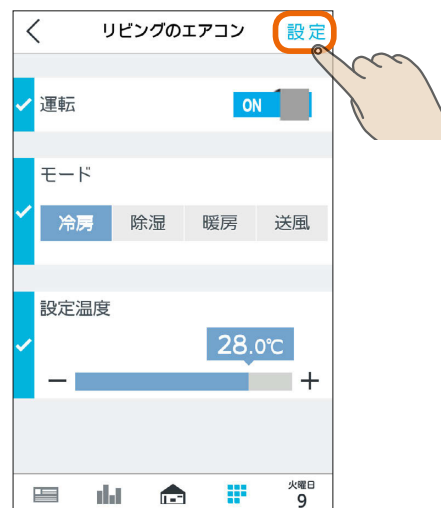 リビングのエアコン 設定
運転 ON
モード
冷房 除湿 暖房 送風
設定温度
28.0℃
− +
火曜日
9